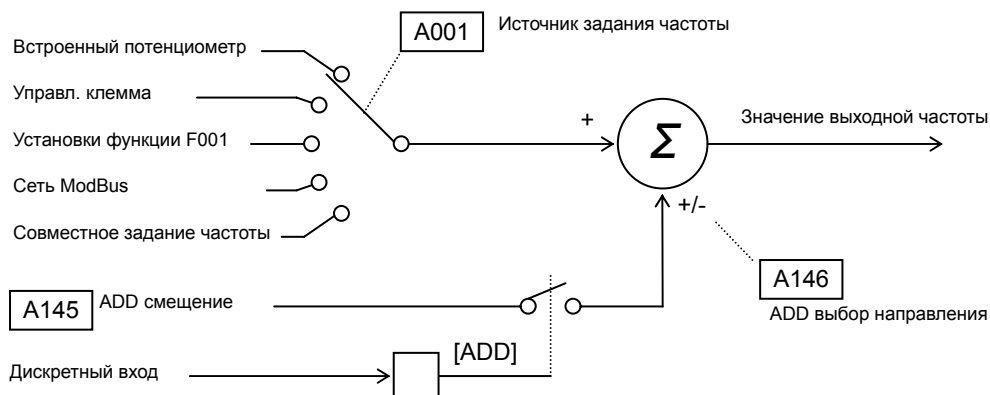 A001
Источник задания частоты
Встроенный потенциометр
Управл. клемма
Установки функции F001
+
Σ
Значение выходной частоты
Сеть ModBus
+/-
Совместное задание частоты
A145
ADD смещение
A146
ADD выбор направления
[ADD]
Дискретный вход